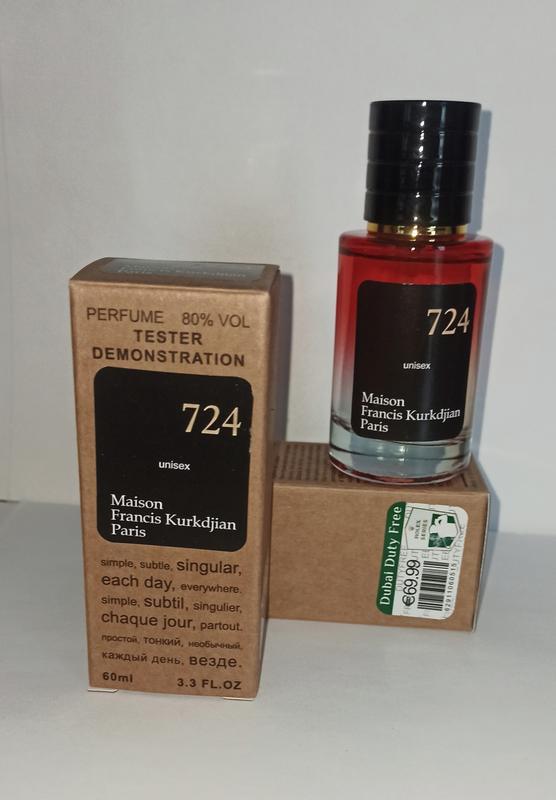 PERFUME 80% VOL
TESTER
DEMONSTRATION
724
unisex
Maison
Francis Kurkdjian
Paris
simple, subtle, singular,
each day, everywhere.
simple, subtil, singulier,
chaque jour, partout.
простой, тонкий, необычный,
каждый день, везде.
60ml 3.3 FL.OZ
724
unisex
Maison
Francis Kurkdjian
Paris
Dubai Duty Free
€69.99
ROLEX
SERIES